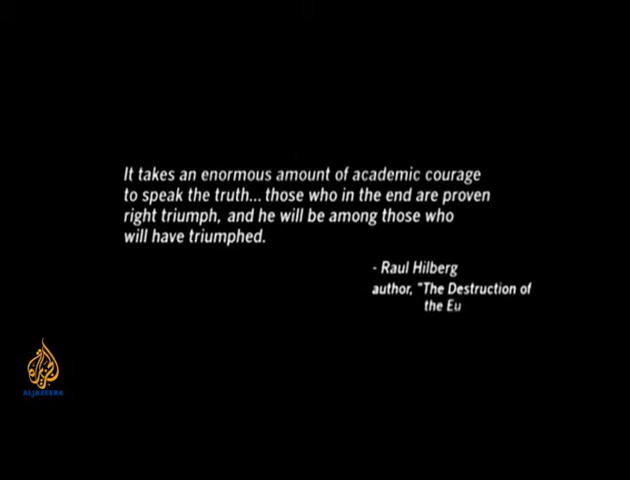 It takes an enormous amount of academic courage
to speak the truth... those who in the end are proven
right triumph, and he will be among those who
will have triumphed.
- Raul Hilberg
author, "The Destruction of
the Eu
ALJAZEERA